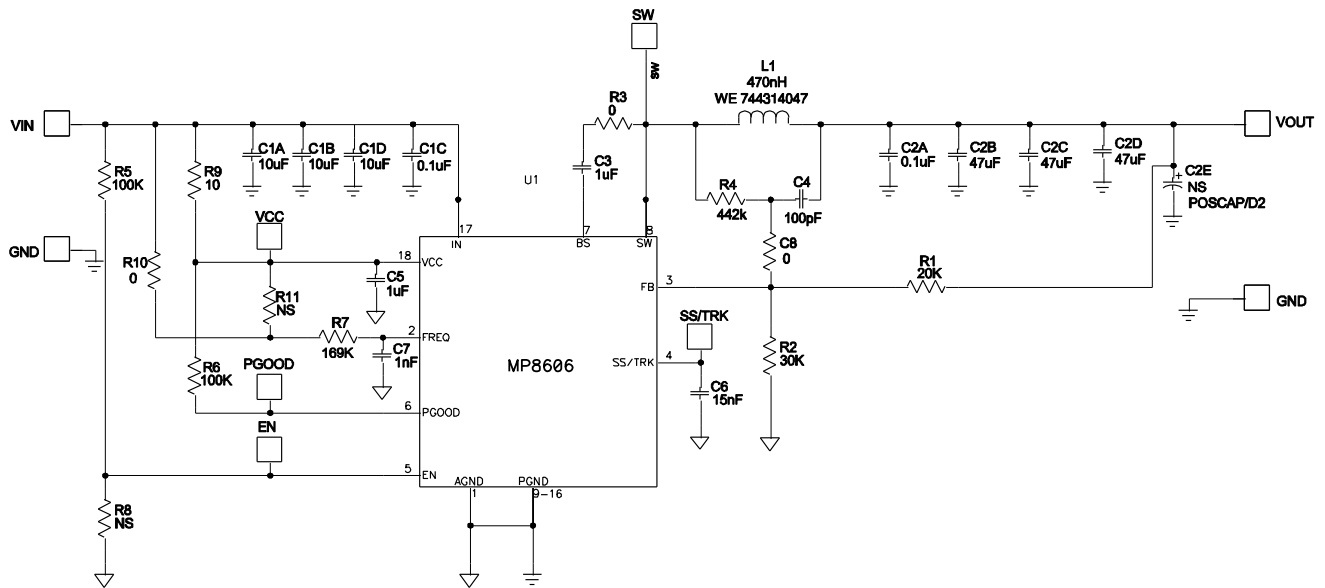 SW
SW
L1
470nH
WE 744314047
VIN
R3
0
VOUT
C1A
10uF
C1B
10uF
C1D
10uF
C1C
0.1uF
C2A
0.1uF
C2B
47uF
C2C
47uF
C2D
47uF
R5
100K
R9
10
C3
1uF
U1
R4
442k
C4
100pF
C2E
+
NS
POSCAP/D2
VCC
17
IN
7
BS
8
SW
GND
R10
0
18
VCC
C5
1uF
C8
0
R1
20K
R11
NS
FB
3
GND
R7
169K
2
FREQ
C7
1nF
SS/TRK
R6
100K
PGOOD
MP8606
SS/TRK
4
R2
30K
C6
15nF
6
PGOOD
EN
5
EN
AGND
1
PGND
9-16
R8
NS